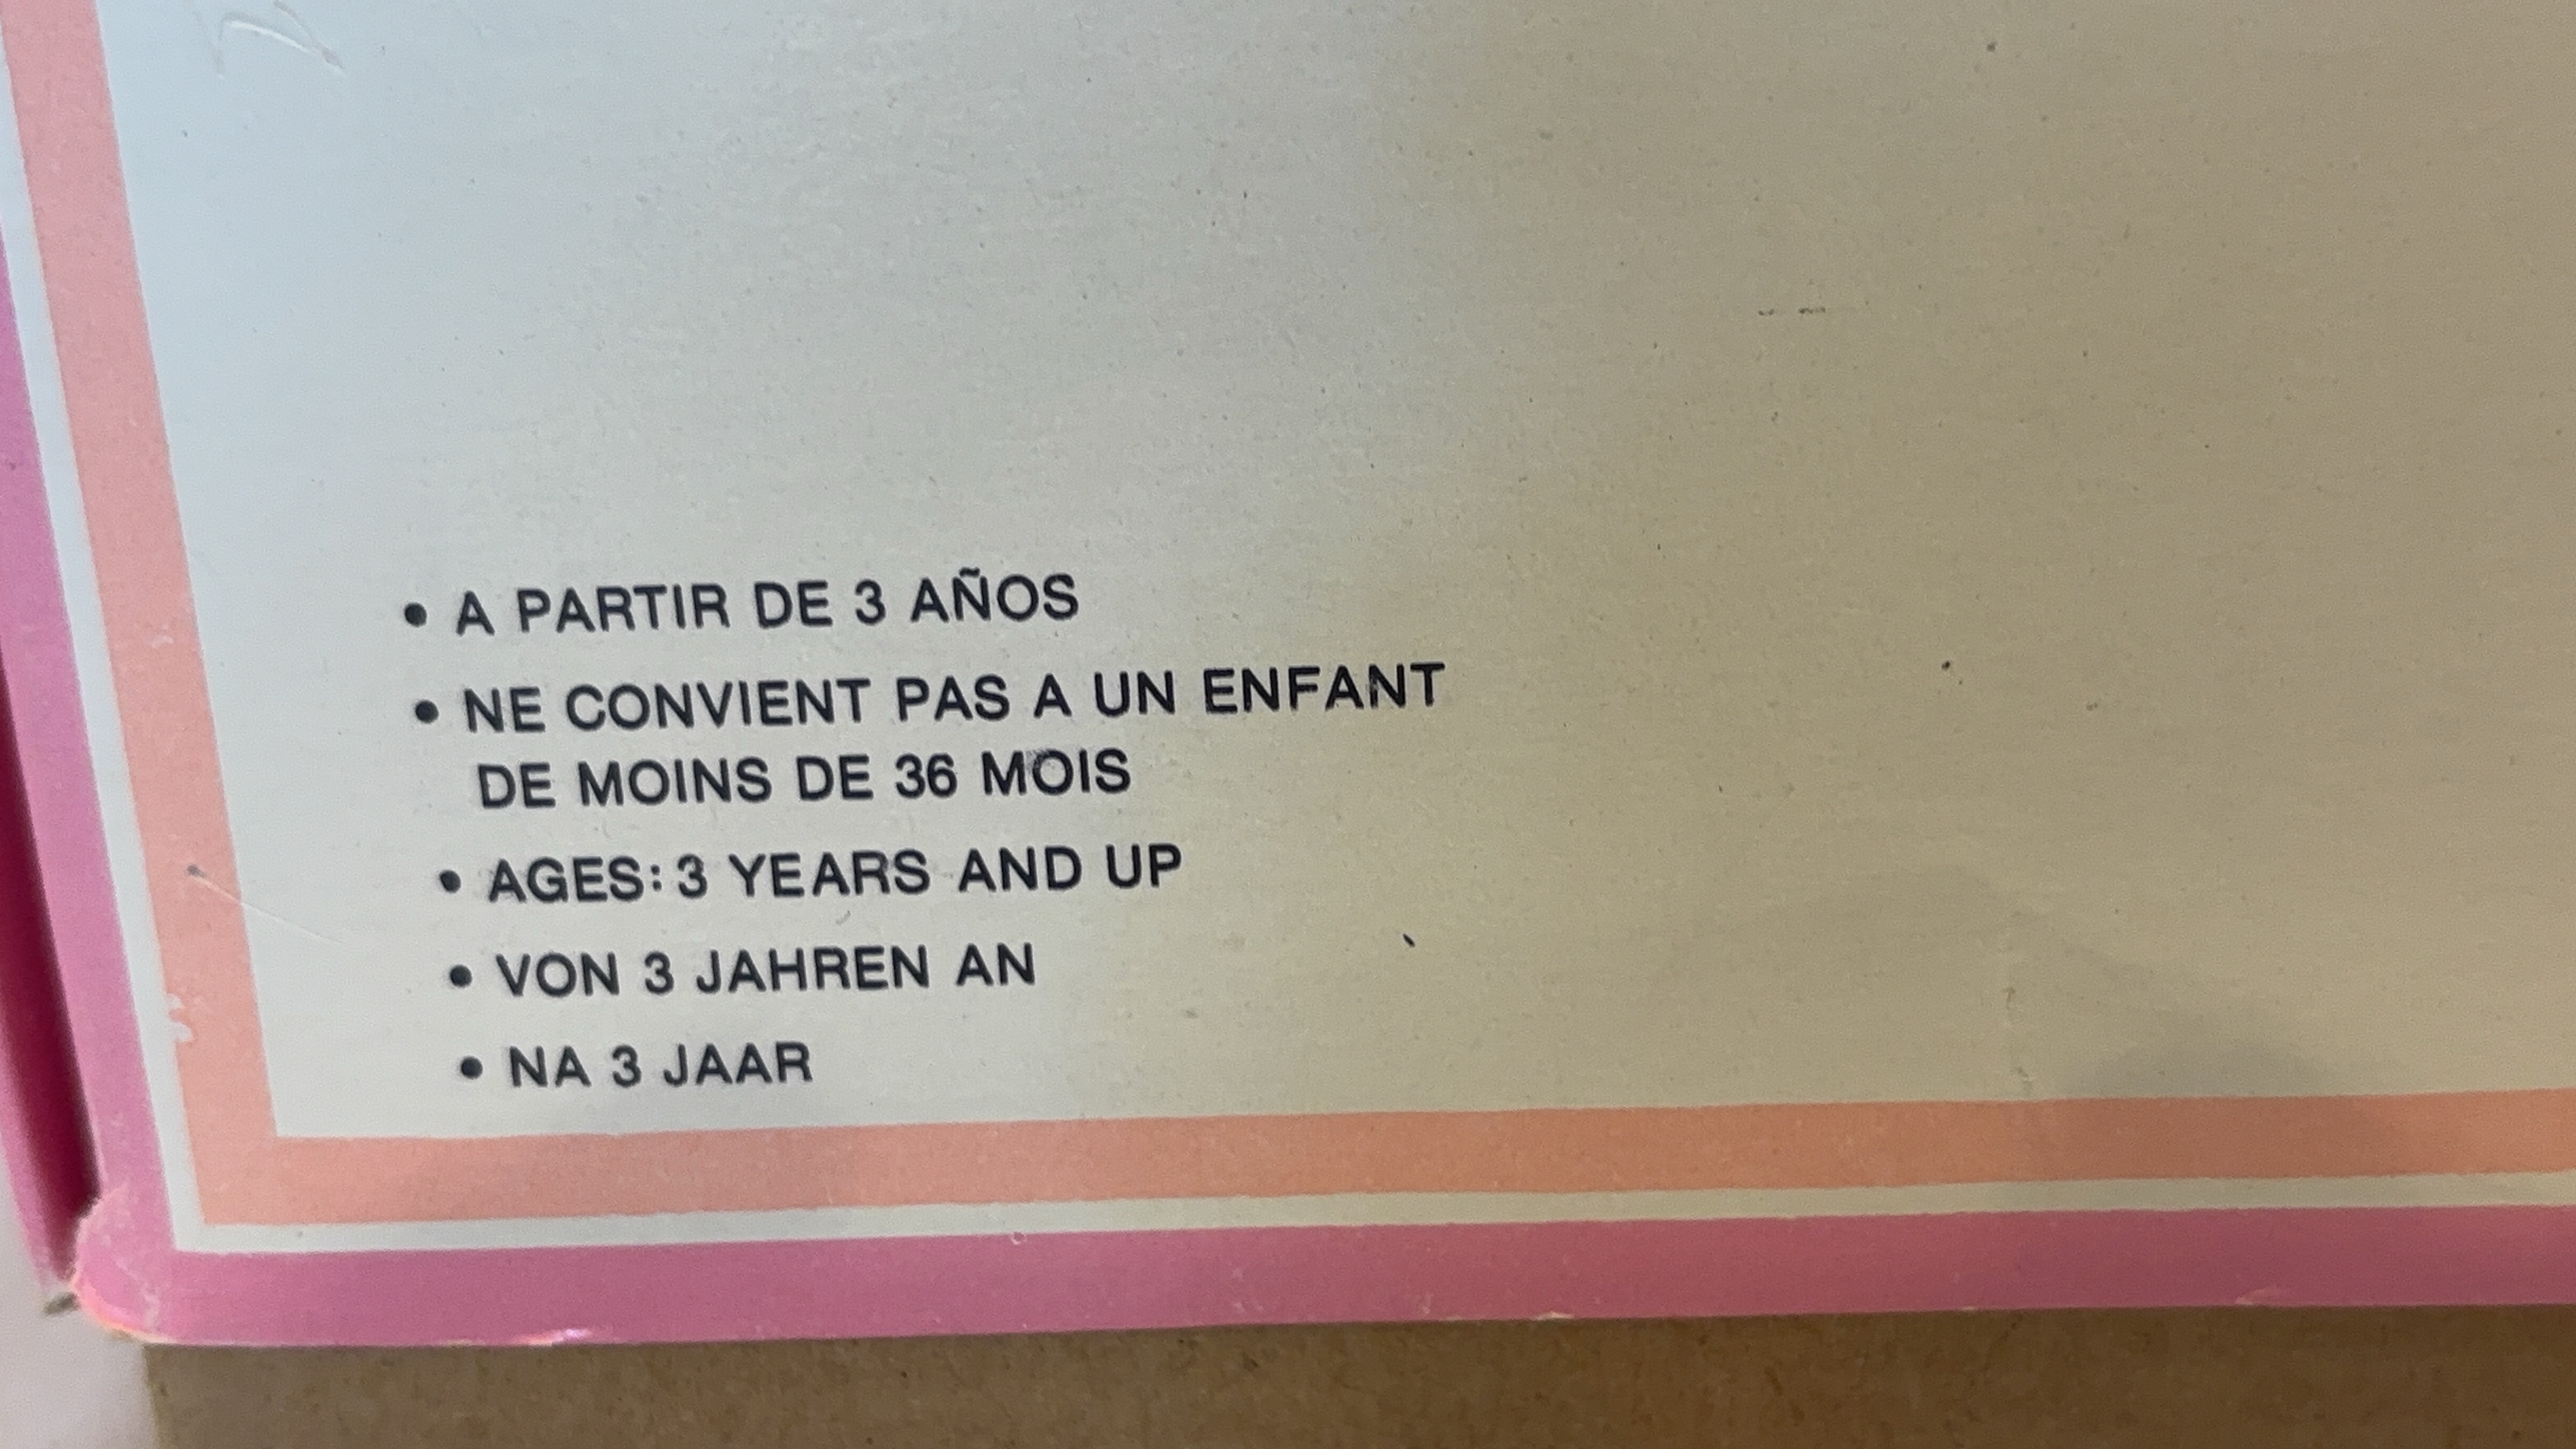 • A PARTIR DE 3 AÑOS
• NE CONVIENT PAS A UN ENFANT
DE MOINS DE 36 MOIS
• AGES: 3 YEARS AND UP
• VON 3 JAHREN AN
• NA 3 JAAR